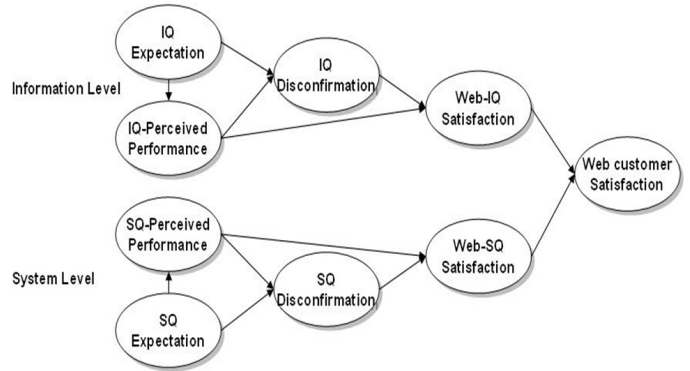 IQ
Expectation
Information Level
IQ
Disconfirmation
IQ-Perceived
Performance
Web-IQ
Satisfaction
Web customer
Satisfaction
SQ-Perceived
Performance
Web-SQ
Satisfaction
System Level
SQ
Disconfirmation
SQ
Expectation